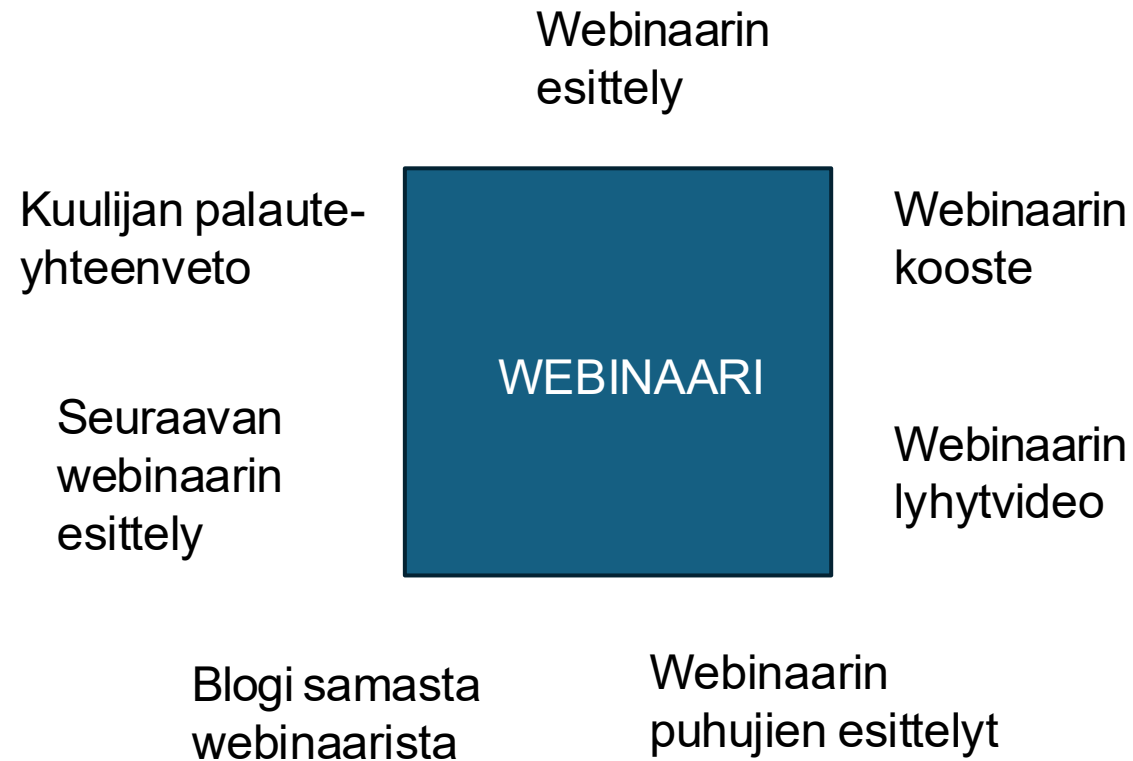 Webinaarin
esittely
Kuulijan palaute-
yhteenveto
Webinaarin
kooste
WEBINAARI
Seuraavan
webinaarin
esittely
Webinaarin
lyhytvideo
Blogi samasta
webinaarista
Webinaarin
puhujien esittelyt